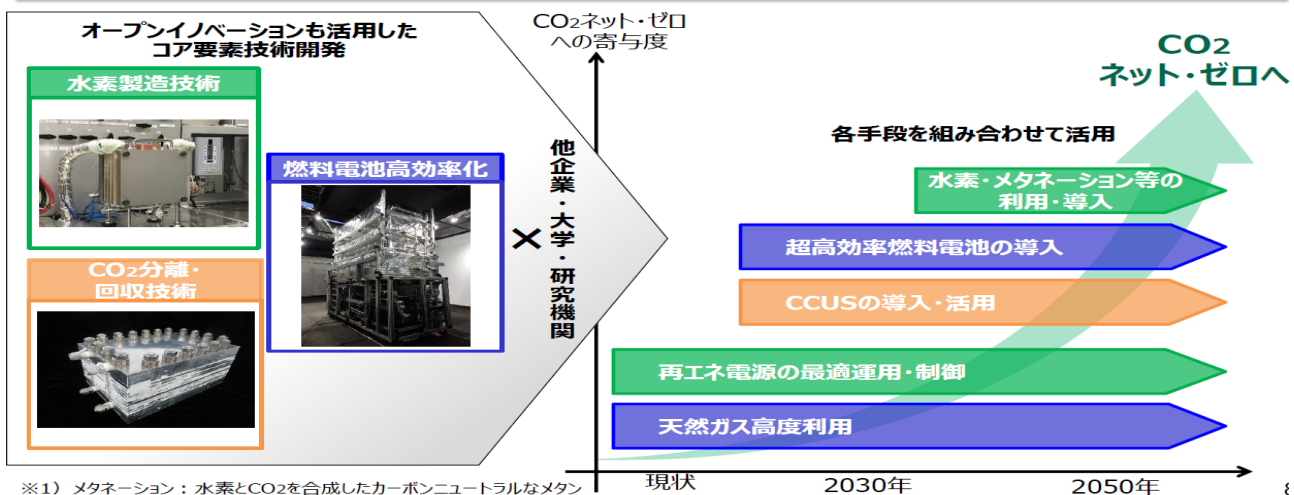 オープンイノベーションも活用した
コア要素技術開発
水素製造技術
燃料電池高効率化
CO2分離・
回収技術
×
他企業・大学・研究機関
CO2ネット・ゼロ
への寄与度
CO2
ネット・ゼロへ
各手段を組み合わせて活用
水素・メタネーション等の
利用・導入
超高効率燃料電池の導入
CCUSの導入・活用
再エネ電源の最適運用・制御
天然ガス高度利用
現状
2030年
2050年
※1）メタネーション：水素とCO2を合成したカーボンニュートラルなメタン